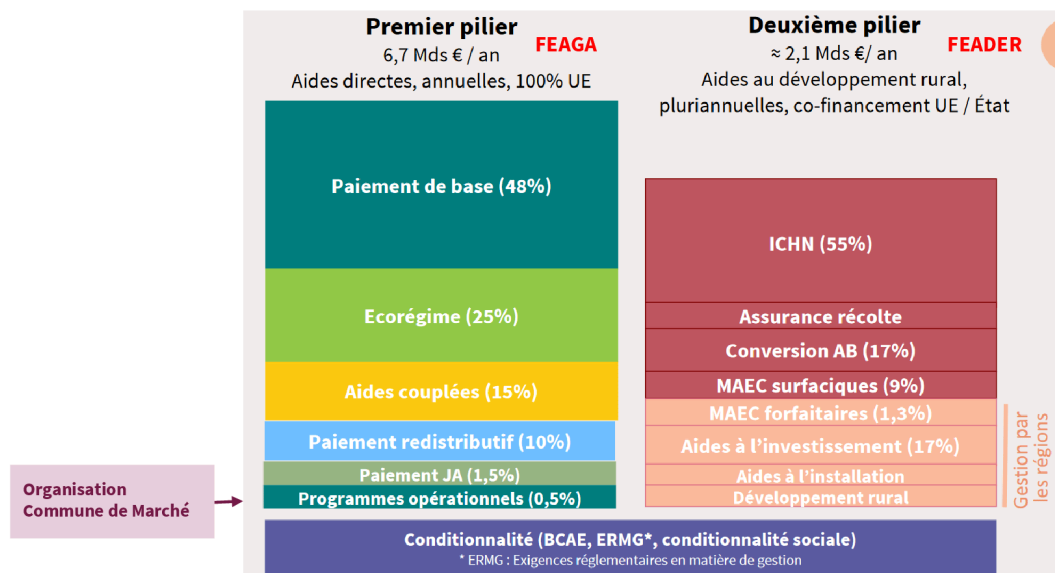 Premier pilier
6,7 Mds € / an
FEAGA
Aides directes, annuelles, 100% UE
Paiement de base (48%)
Ecorégime (25%)
Aides couplées (15%)
Paiement redistributif (10%)
Paiement JA (1,5%)
Programmes opérationnels (0,5%)
Organisation
Commune de Marché
Deuxième pilier
≈ 2,1 Mds €/ an
FEADER
Aides au développement rural,
pluriannuelles, co-financement UE / État
ICHN (55%)
Assurance récolte
Conversion AB (17%)
MAEC surfaciques (9%)
MAEC forfaitaires (1,3%)
Aides à l’investissement (17%)
Aides à l’installation
Développement rural
Gestion par
les régions
Conditionnalité (BCAE, ERMG*, conditionnalité sociale)
* ERMG : Exigences réglementaires en matière de gestion